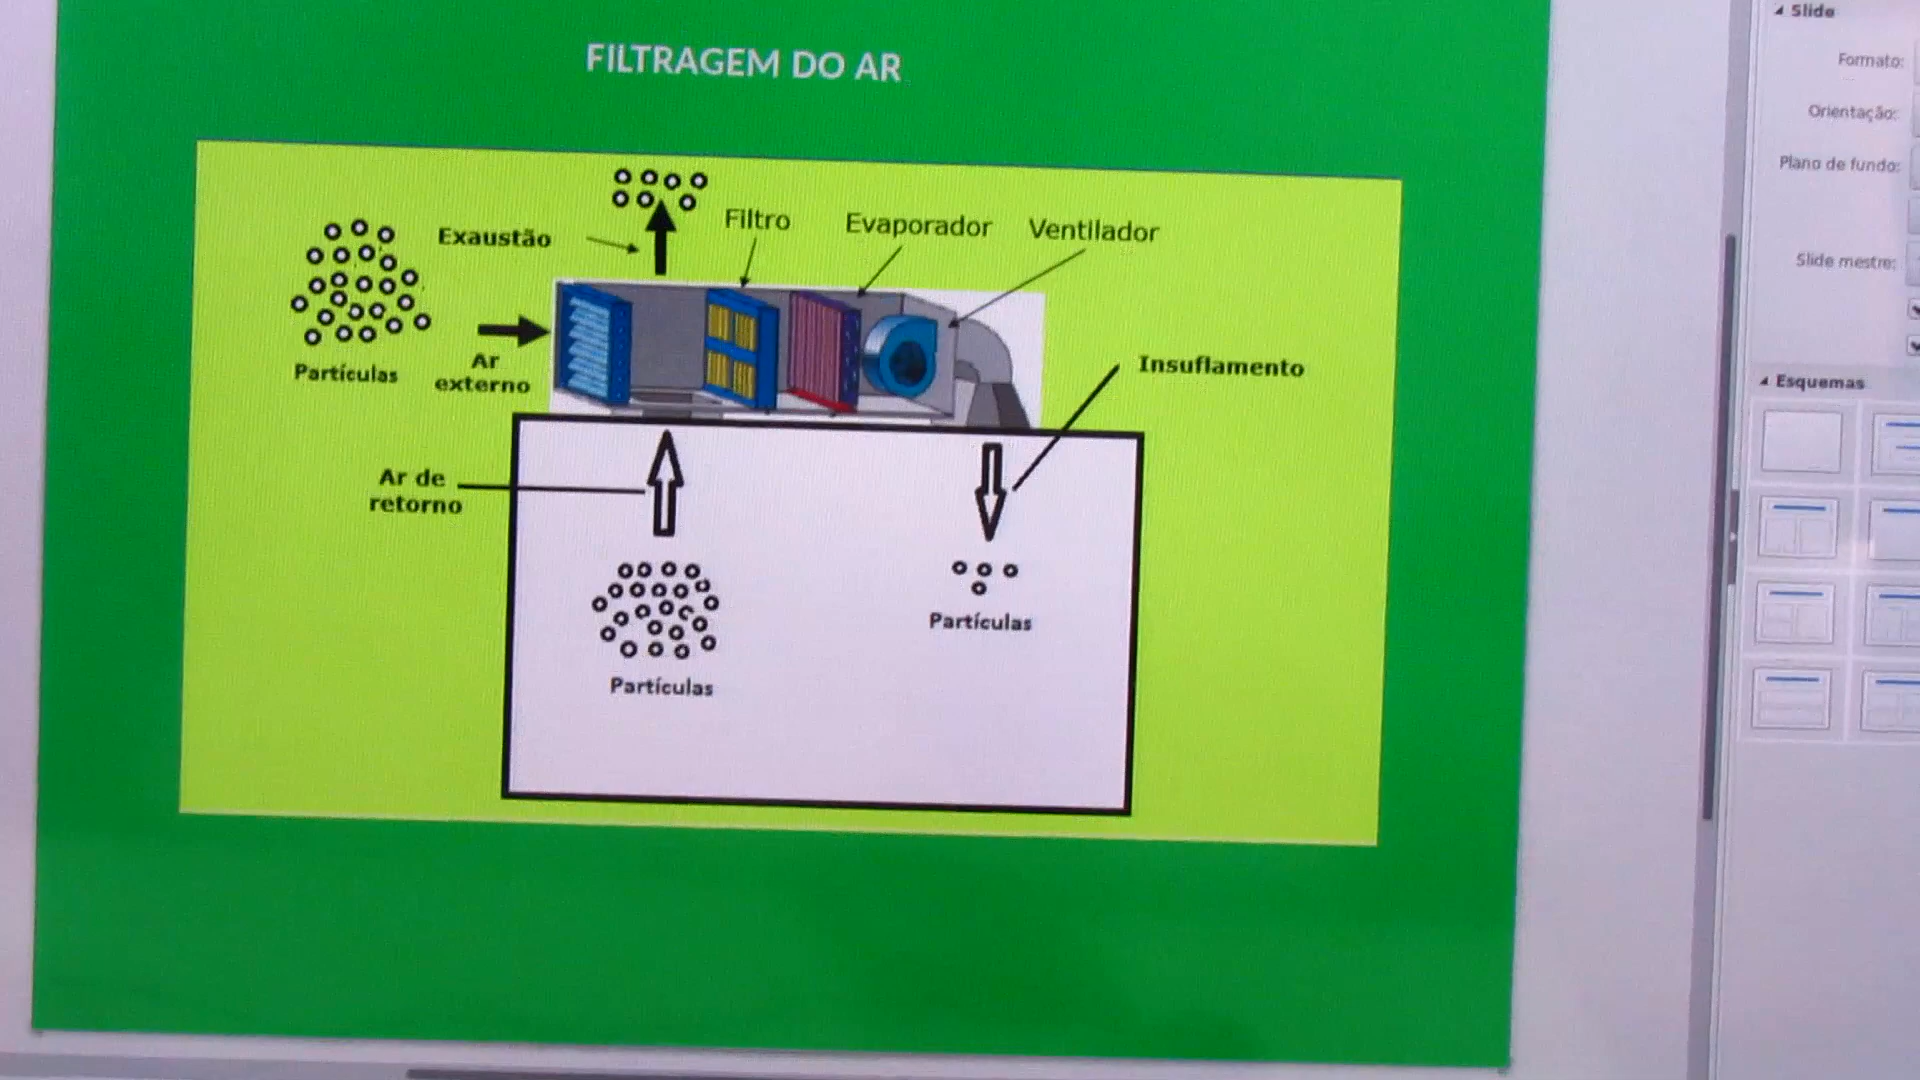 FILTRAGEM DO AR
Exaustão
Filtro
Evaporador
Ventilador
Partículas
Ar
externo
Insuflamento
Ar de
retorno
Partículas
Partículas
Slide
Formato:
Orientação:
Plano de fundo:
Slide mestre:
Esquemas